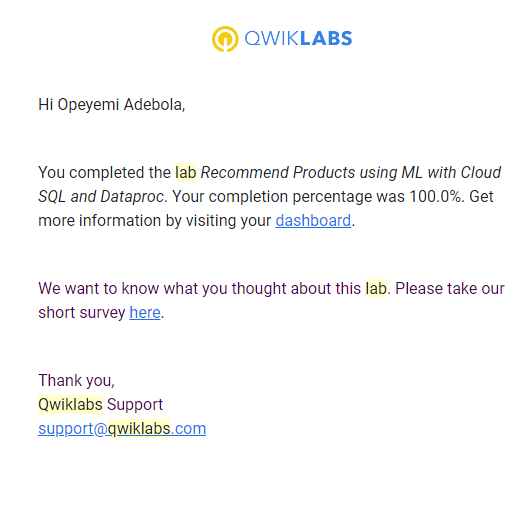 QWIKLABS
Hi Opeyemi Adebola,
You completed the lab Recommend Products using ML with Cloud
SQL and Dataproc. Your completion percentage was 100.0%. Get
more information by visiting your dashboard.
We want to know what you thought about this lab. Please take our
short survey here.
Thank you,
Qwiklabs Support
support@qwiklabs.com